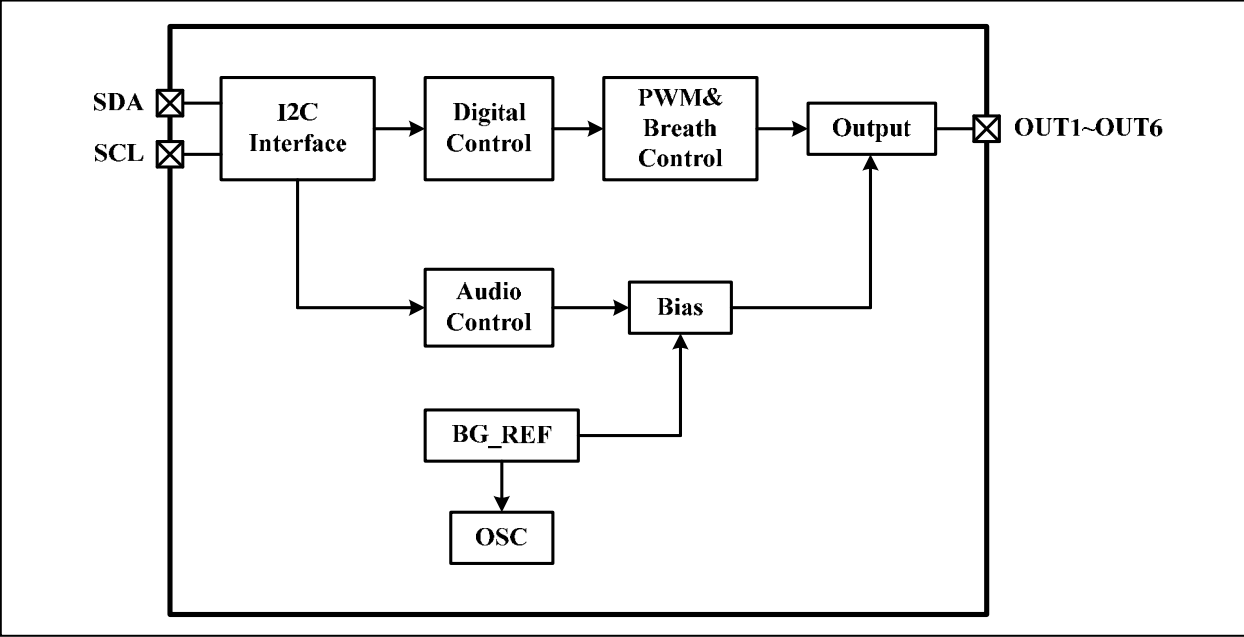 SDA
SCL
I2C
Interface
Digital
Control
PWM&
Breath
Control
Output
OUT1~OUT6
Audio
Control
Bias
BG_REF
OSC